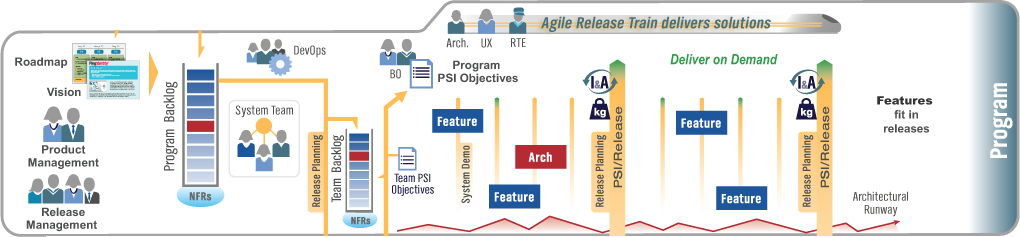 Roadmap
Vision
Product
Management
Release
Management
Program Backlog
NFRs
DevOps
System Team
Release Planning
Team Backlog
NFRs
BO
Team PSI
Objectives
Agile Release Train delivers solutions
Arch.
UX
RTE
Program
PSI Objectives
Feature
System Demo
Feature
Arch
I&A
kg
Release Planning
PSI/Release
Deliver on Demand
Feature
Feature
I&A
kg
Release Planning
PSI/Release
Features
fit in
releases
Architectural
Runway
Program